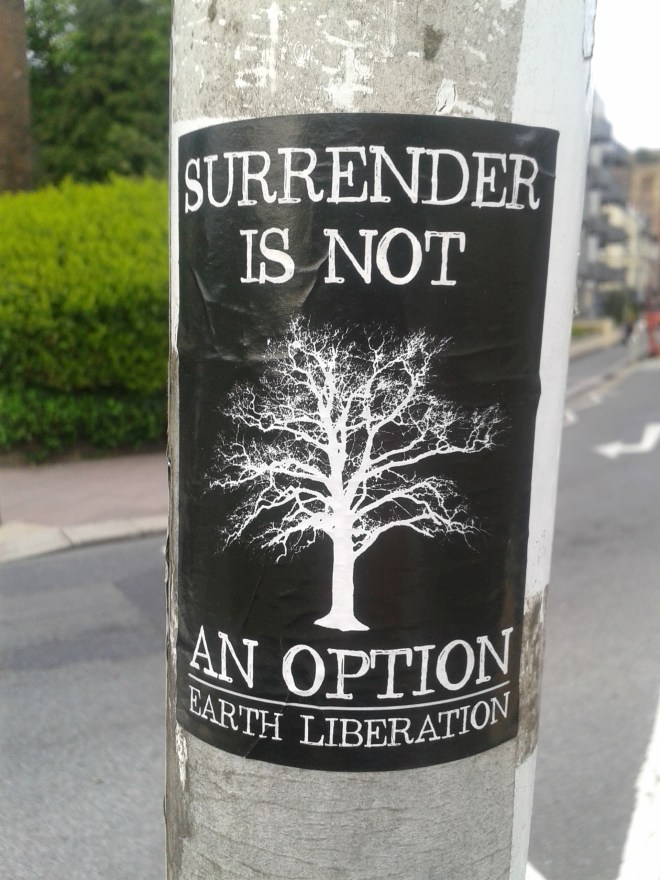 SURRENDER
IS NOT
AN OPTION
EARTH LIBERATION